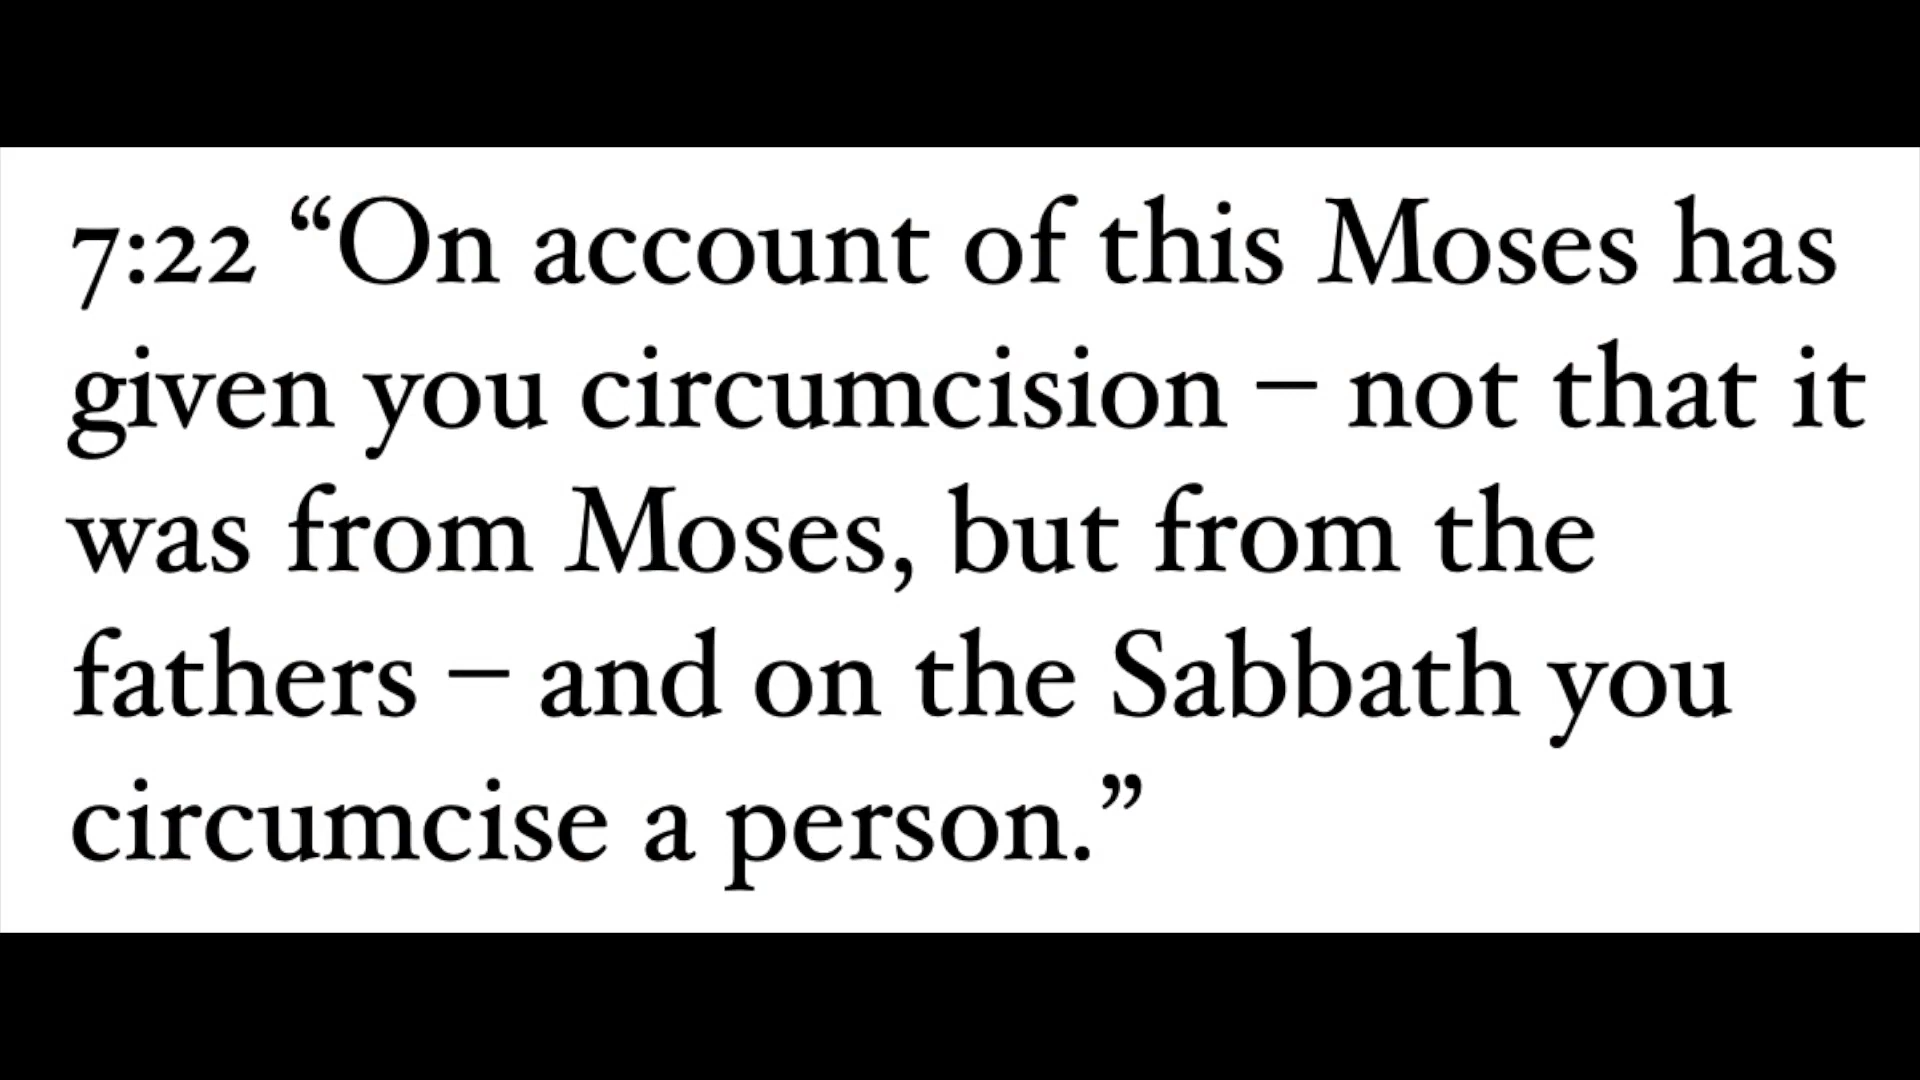 7:22 “On account of this Moses has
given you circumcision – not that it
was from Moses, but from the
fathers – and on the Sabbath you
circumcise a person.”